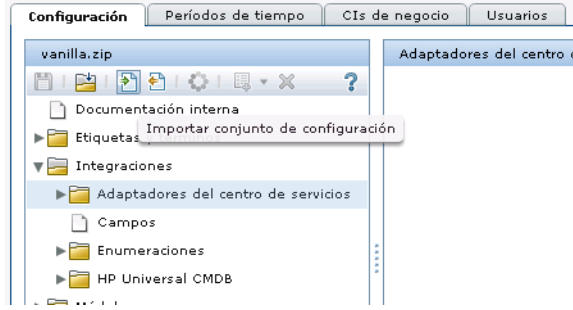 Configuración Períodos de tiempo CIs de negocio Usuarios
vanilla.zip Adaptadores del centro
?
Documentación interna
Importar conjunto de configuración
Etiquetas
Integraciones
Adaptadores del centro de servicios
Campos
Enumeraciones
HP Universal CMDB